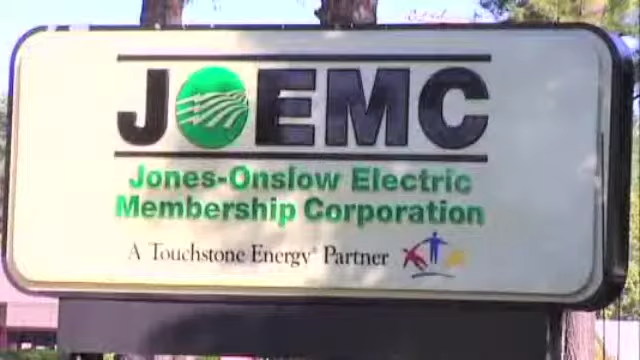 JOEMC
Jones-Onslow Electric
Membership Corporation
A Touchstone Energy® Partner